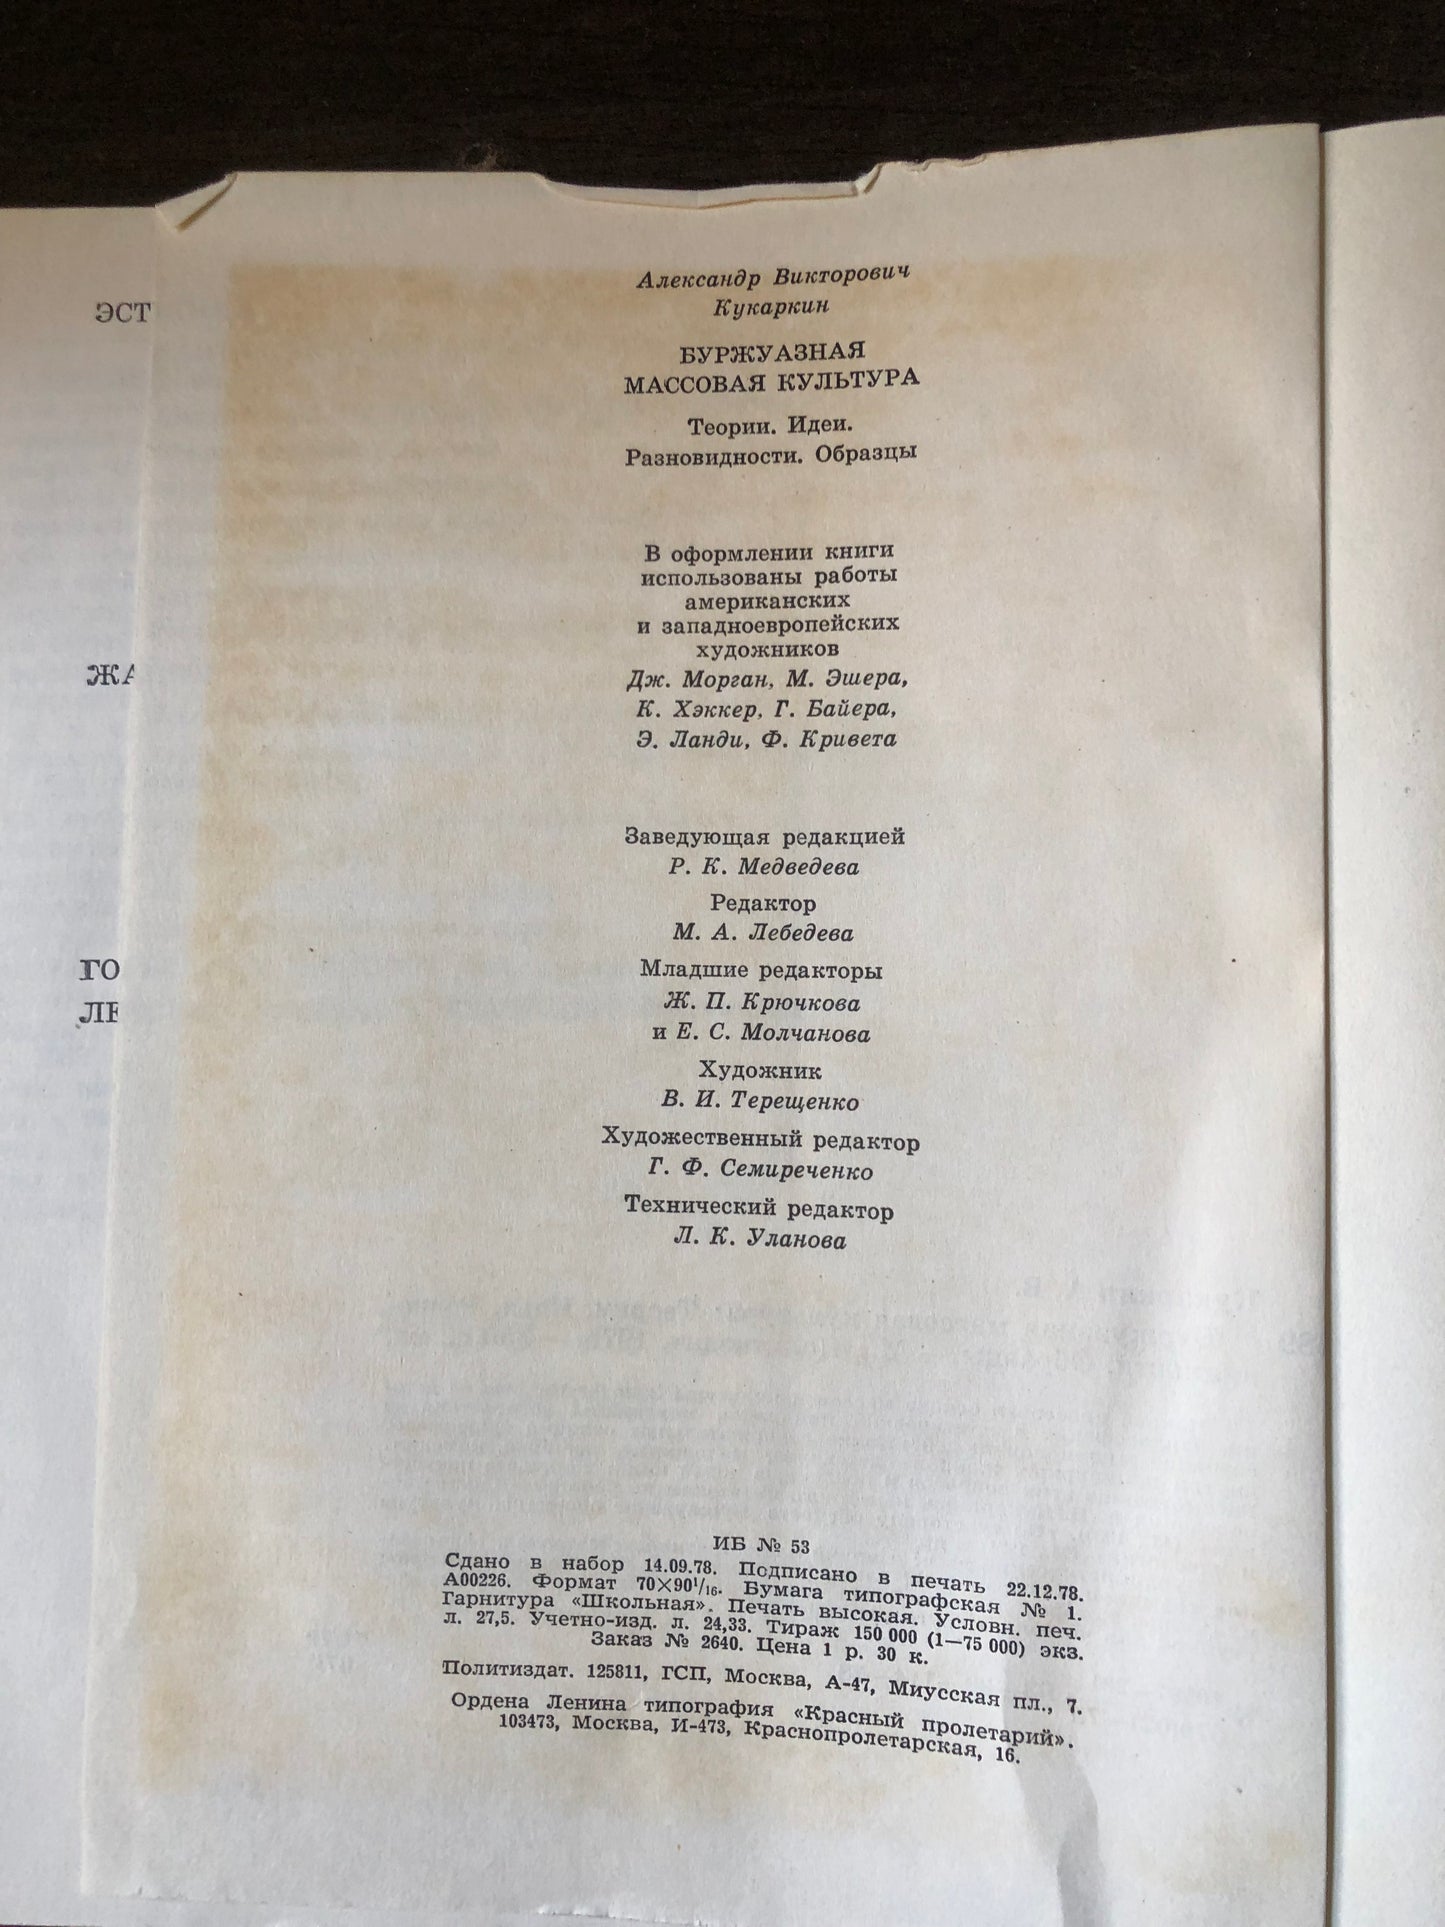 ЭСТ
ЖА
ГО
ЛЕ
Александр Викторович
Кукаркин
БУРЖУАЗНАЯ
МАССОВАЯ КУЛЬТУРА
Теории. Идеи.
Разновидности. Образцы
В оформлении книги
использованы работы
американских
и западноевропейских
художников
Дж. Морган, М. Эшера,
К. Хэккер, Г. Байера,
Э. Ланди, Ф. Кривета
Заведующая редакцией
Р. К. Медведева
Редактор
М. А. Лебедева
Младшие редакторы
Ж. П. Крючкова
и Е. С. Молчанова
Художник
В. И. Терещенко
Художественный редактор
Г. Ф. Семиреченко
Технический редактор
Л. К. Уланова
ИБ № 53
Сдано в набор 14.09.78. Подписано в печать 22.12.78.
А00226. Формат 70×90¹/₁₆. Бумага типографская № 1.
Гарнитура «Школьная». Печать высокая. Условн. печ.
л. 27,5. Учетно-изд. л. 24,33. Тираж 150 000 (1—75 000) экз.
Заказ № 2640. Цена 1 р. 30 к.
Политиздат. 125811, ГСП, Москва, А-47, Миусская пл., 7.
Ордена Ленина типография «Красный пролетарий».
103473, Москва, И-473, Краснопролетарская, 16.